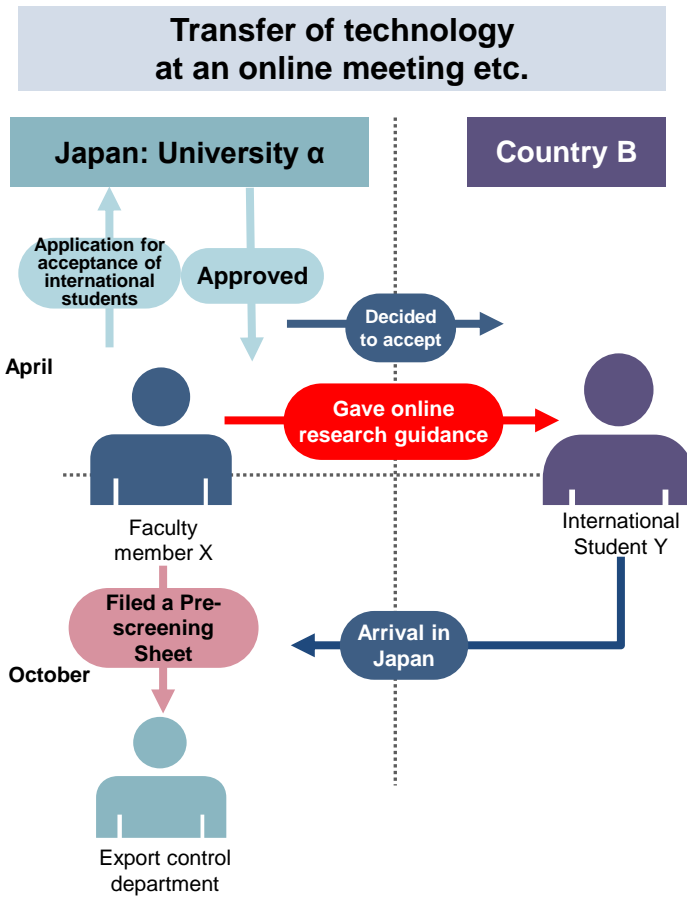 Transfer of technology
at an online meeting etc.
Japan: University α
Country B
Application for
acceptance of
international
students
Approved
Decided
to accept
April
Gave online
research guidance
Faculty
member X
International
Student Y
Filed a Pre-
screening
Sheet
Arrival in
Japan
October
Export control
department